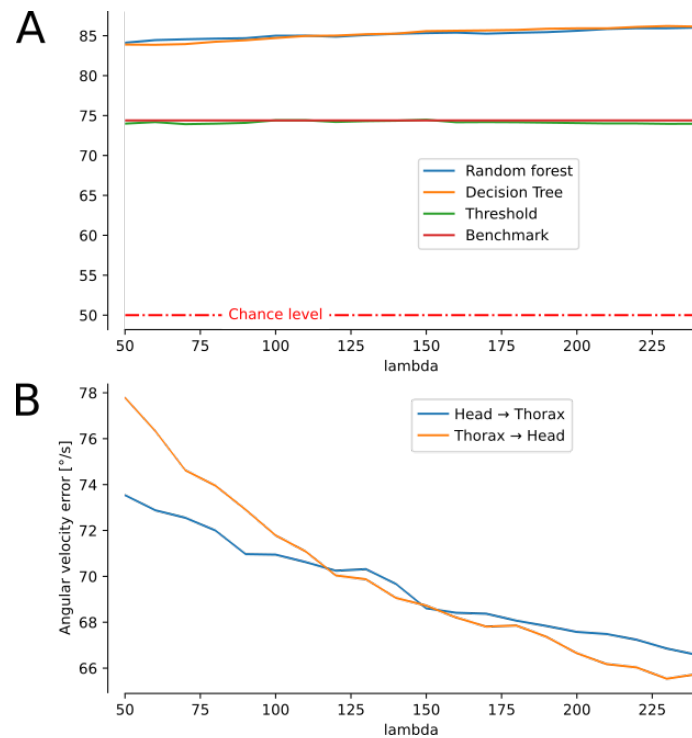 A
85
80
75
70
65
60
55
50
Random forest
Decision Tree
Threshold
Benchmark
Chance level
50 75 100 125 150 175 200 225
lambda
B
78
76
74
72
70
68
66
Angular velocity error [°/s]
Head → Thorax
Thorax → Head
50 75 100 125 150 175 200 225
lambda